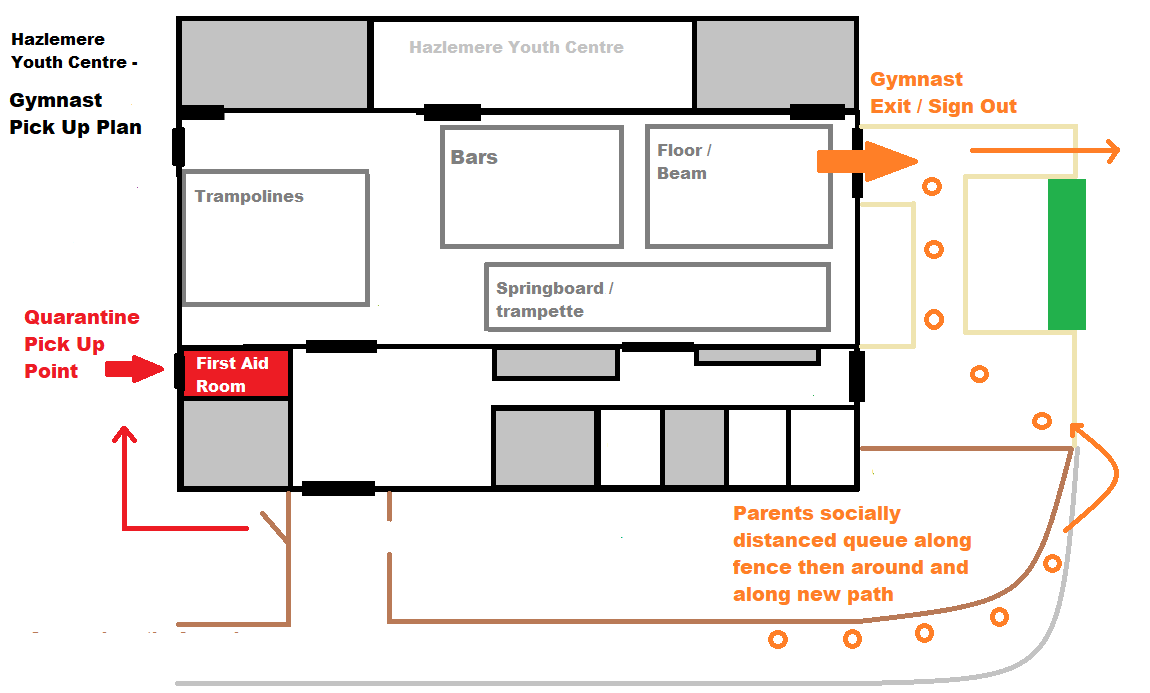 Hazlemere
Youth Centre -
Gymnast
Pick Up Plan
Hazlemere Youth Centre
Gymnast
Exit / Sign Out
Bars
Floor /
Beam
Trampolines
Springboard /
trampette
Quarantine
Pick Up
Point
First Aid
Room
Parents socially
distanced queue along
fence then around and
along new path